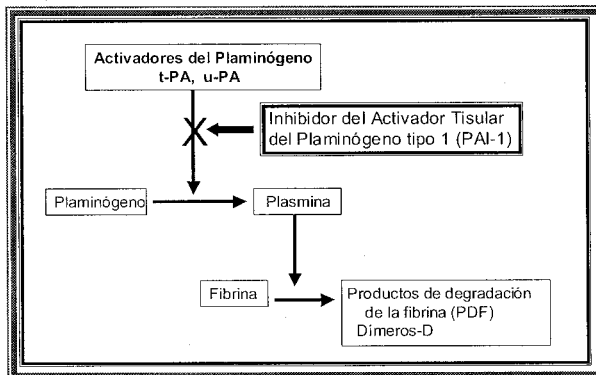 Activadores del Plaminógeno
t-PA, u-PA
Inhibidor del Activador Tisular
del Plaminógeno tipo 1 (PAI-1)
Plaminógeno
Plasmina
Fibrina
Productos de degradación
de la fibrina (PDF)
Dimeros-D